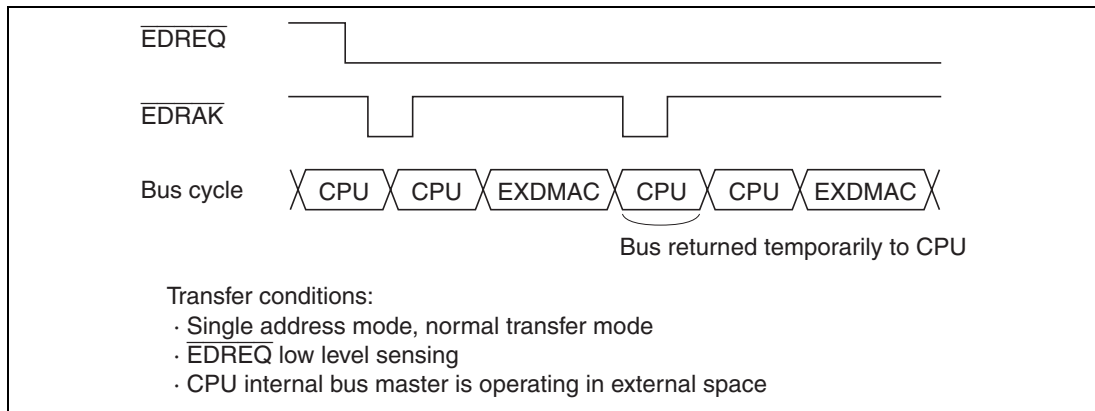 EDREQ
EDRAK
Bus cycle CPU CPU EXDMAC CPU CPU EXDMAC
Bus returned temporarily to CPU
Transfer conditions:
· Single address mode, normal transfer mode
· EDREQ low level sensing
· CPU internal bus master is operating in external space